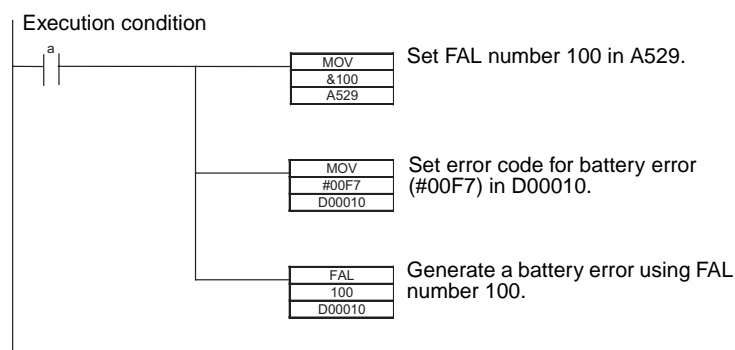 Execution condition
a
MOV
&100
A529
Set FAL number 100 in A529.
MOV
#00F7
D00010
Set error code for battery error
(#00F7) in D00010.
FAL
100
D00010
Generate a battery error using FAL
number 100.